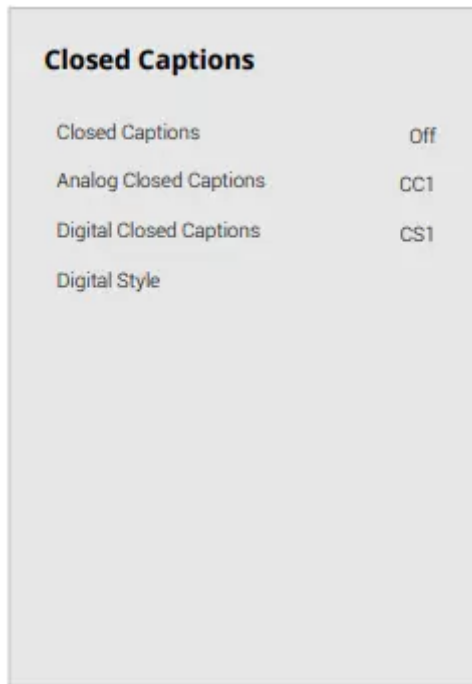 Closed Captions
Closed Captions Off
Analog Closed Captions CC1
Digital Closed Captions CS1
Digital Style